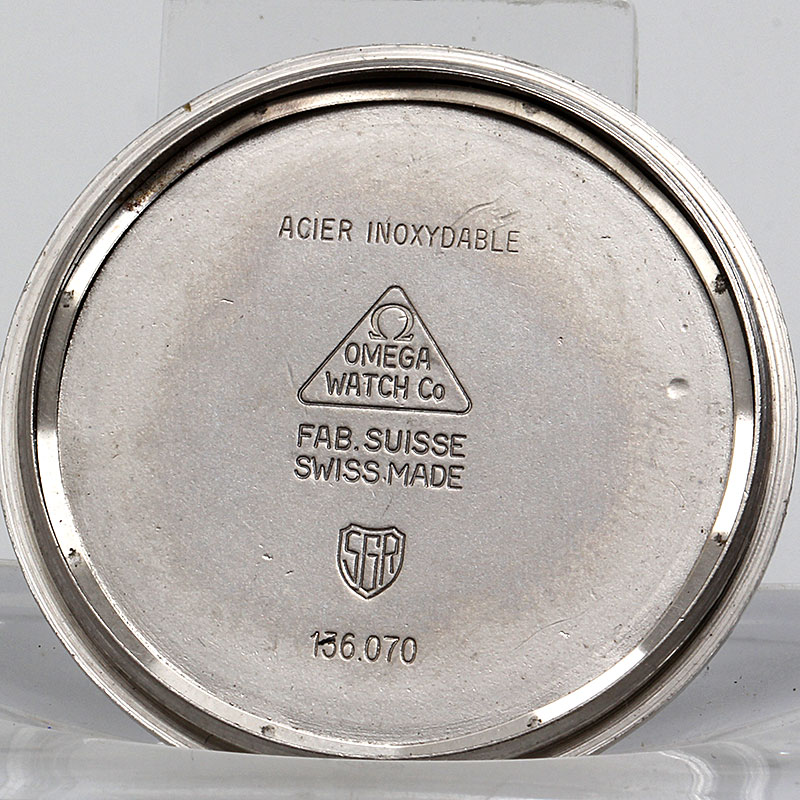 ACIER INOXYDABLE
Ω
OMEGA
WATCH Co
FAB. SUISSE
SWISS MADE
SGR
136.070